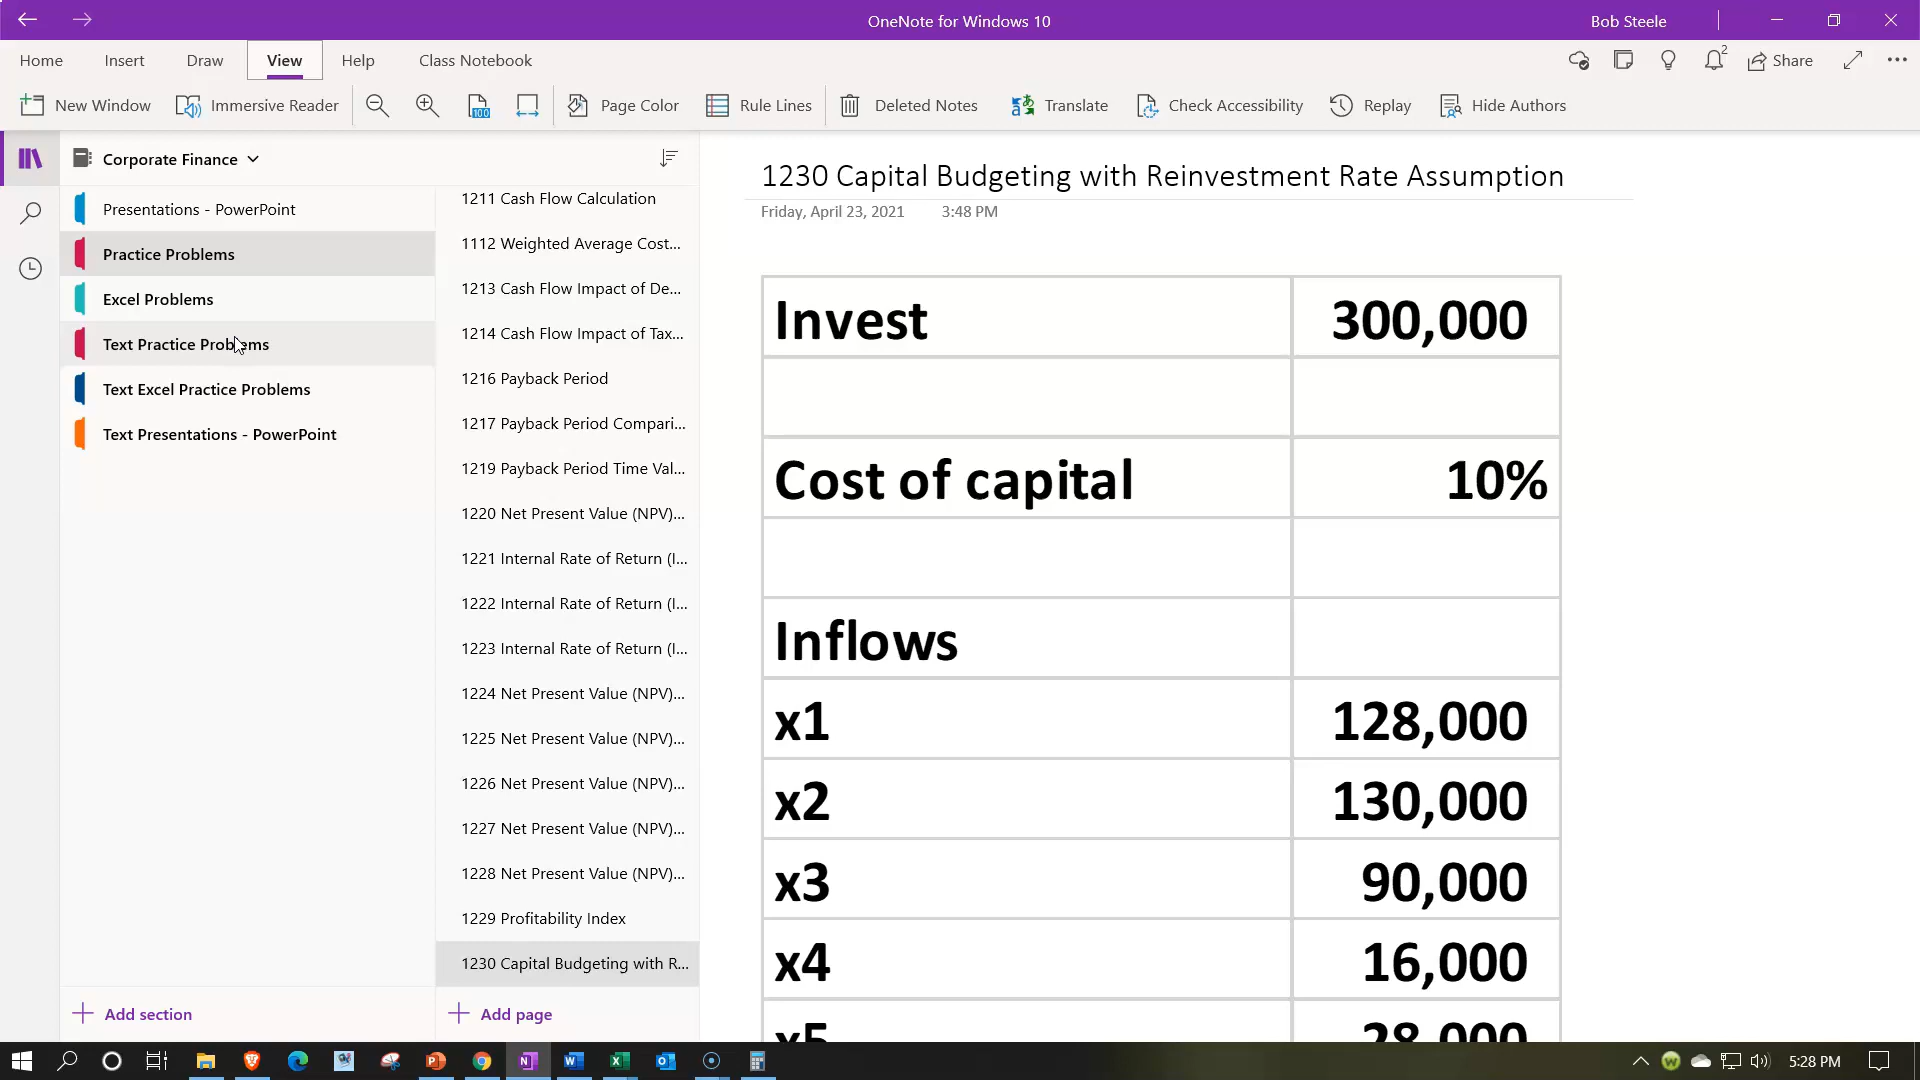 OneNote for Windows 10
Bob Steele
Home Insert Draw View Help Class Notebook
2
Share
New Window Immersive Reader 100 Page Color Rule Lines Deleted Notes Translate Check Accessibility Replay Hide Authors
Corporate Finance
Presentations - PowerPoint
Practice Problems
Excel Problems
Text Practice Problems
Text Excel Practice Problems
Text Presentations - PowerPoint
Add section
1211 Cash Flow Calculation
1112 Weighted Average Cost...
1213 Cash Flow Impact of De...
1214 Cash Flow Impact of Tax...
1216 Payback Period
1217 Payback Period Compari...
1219 Payback Period Time Val...
1220 Net Present Value (NPV)...
1221 Internal Rate of Return (I...
1222 Internal Rate of Return (I...
1223 Internal Rate of Return (I...
1224 Net Present Value (NPV)...
1225 Net Present Value (NPV)...
1226 Net Present Value (NPV)...
1227 Net Present Value (NPV)...
1228 Net Present Value (NPV)...
1229 Profitability Index
1230 Capital Budgeting with R...
Add page
1230 Capital Budgeting with Reinvestment Rate Assumption
Friday, April 23, 2021 3:48 PM
Invest 300,000
Cost of capital 10%
Inflows
x1 128,000
x2 130,000
x3 90,000
x4 16,000
x5 28,000
5:28 PM